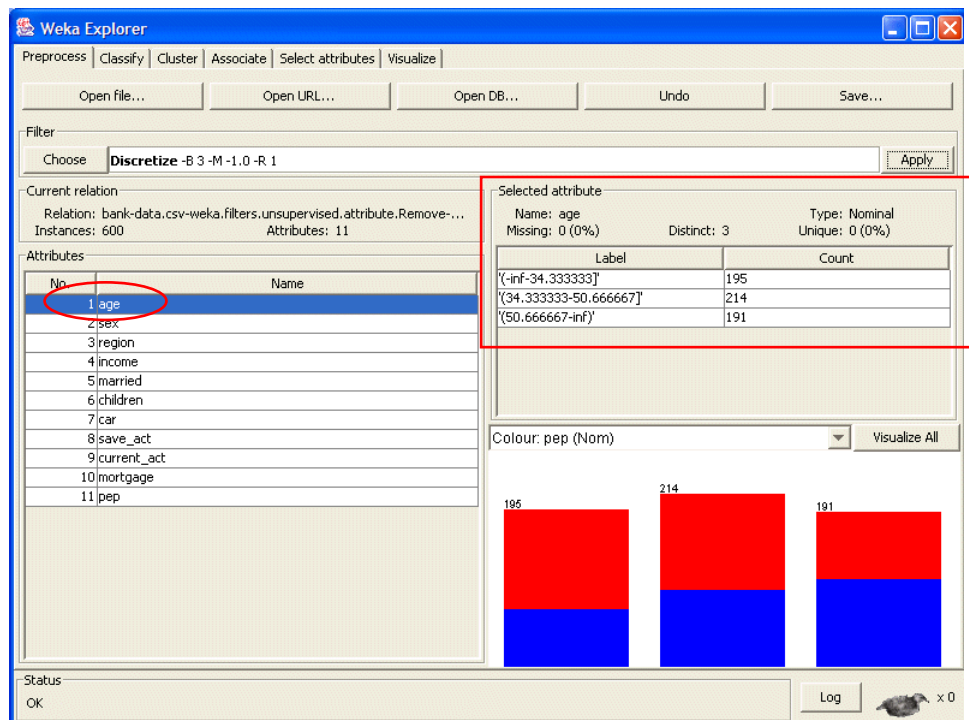 Weka Explorer
Preprocess Classify Cluster Associate Select attributes Visualize
Open file... Open URL... Open DB... Undo Save...
Filter
Choose Discretize -B 3 -M -1.0 -R 1 Apply
Current relation
Relation: bank-data.csv-weka.filters.unsupervised.attribute.Remove-...
Instances: 600 Attributes: 11
Attributes
No. Name
1 age
2 sex
3 region
4 income
5 married
6 children
7 car
8 save_act
9 current_act
10 mortgage
11 pep
Selected attribute
Name: age Type: Nominal
Missing: 0 (0%) Distinct: 3 Unique: 0 (0%)
Label Count
'(-inf-34.333333]' 195
'(34.333333-50.666667]' 214
'(50.666667-inf)' 191
Colour: pep (Nom) Visualize All
195 214 191
Status
OK Log x 0